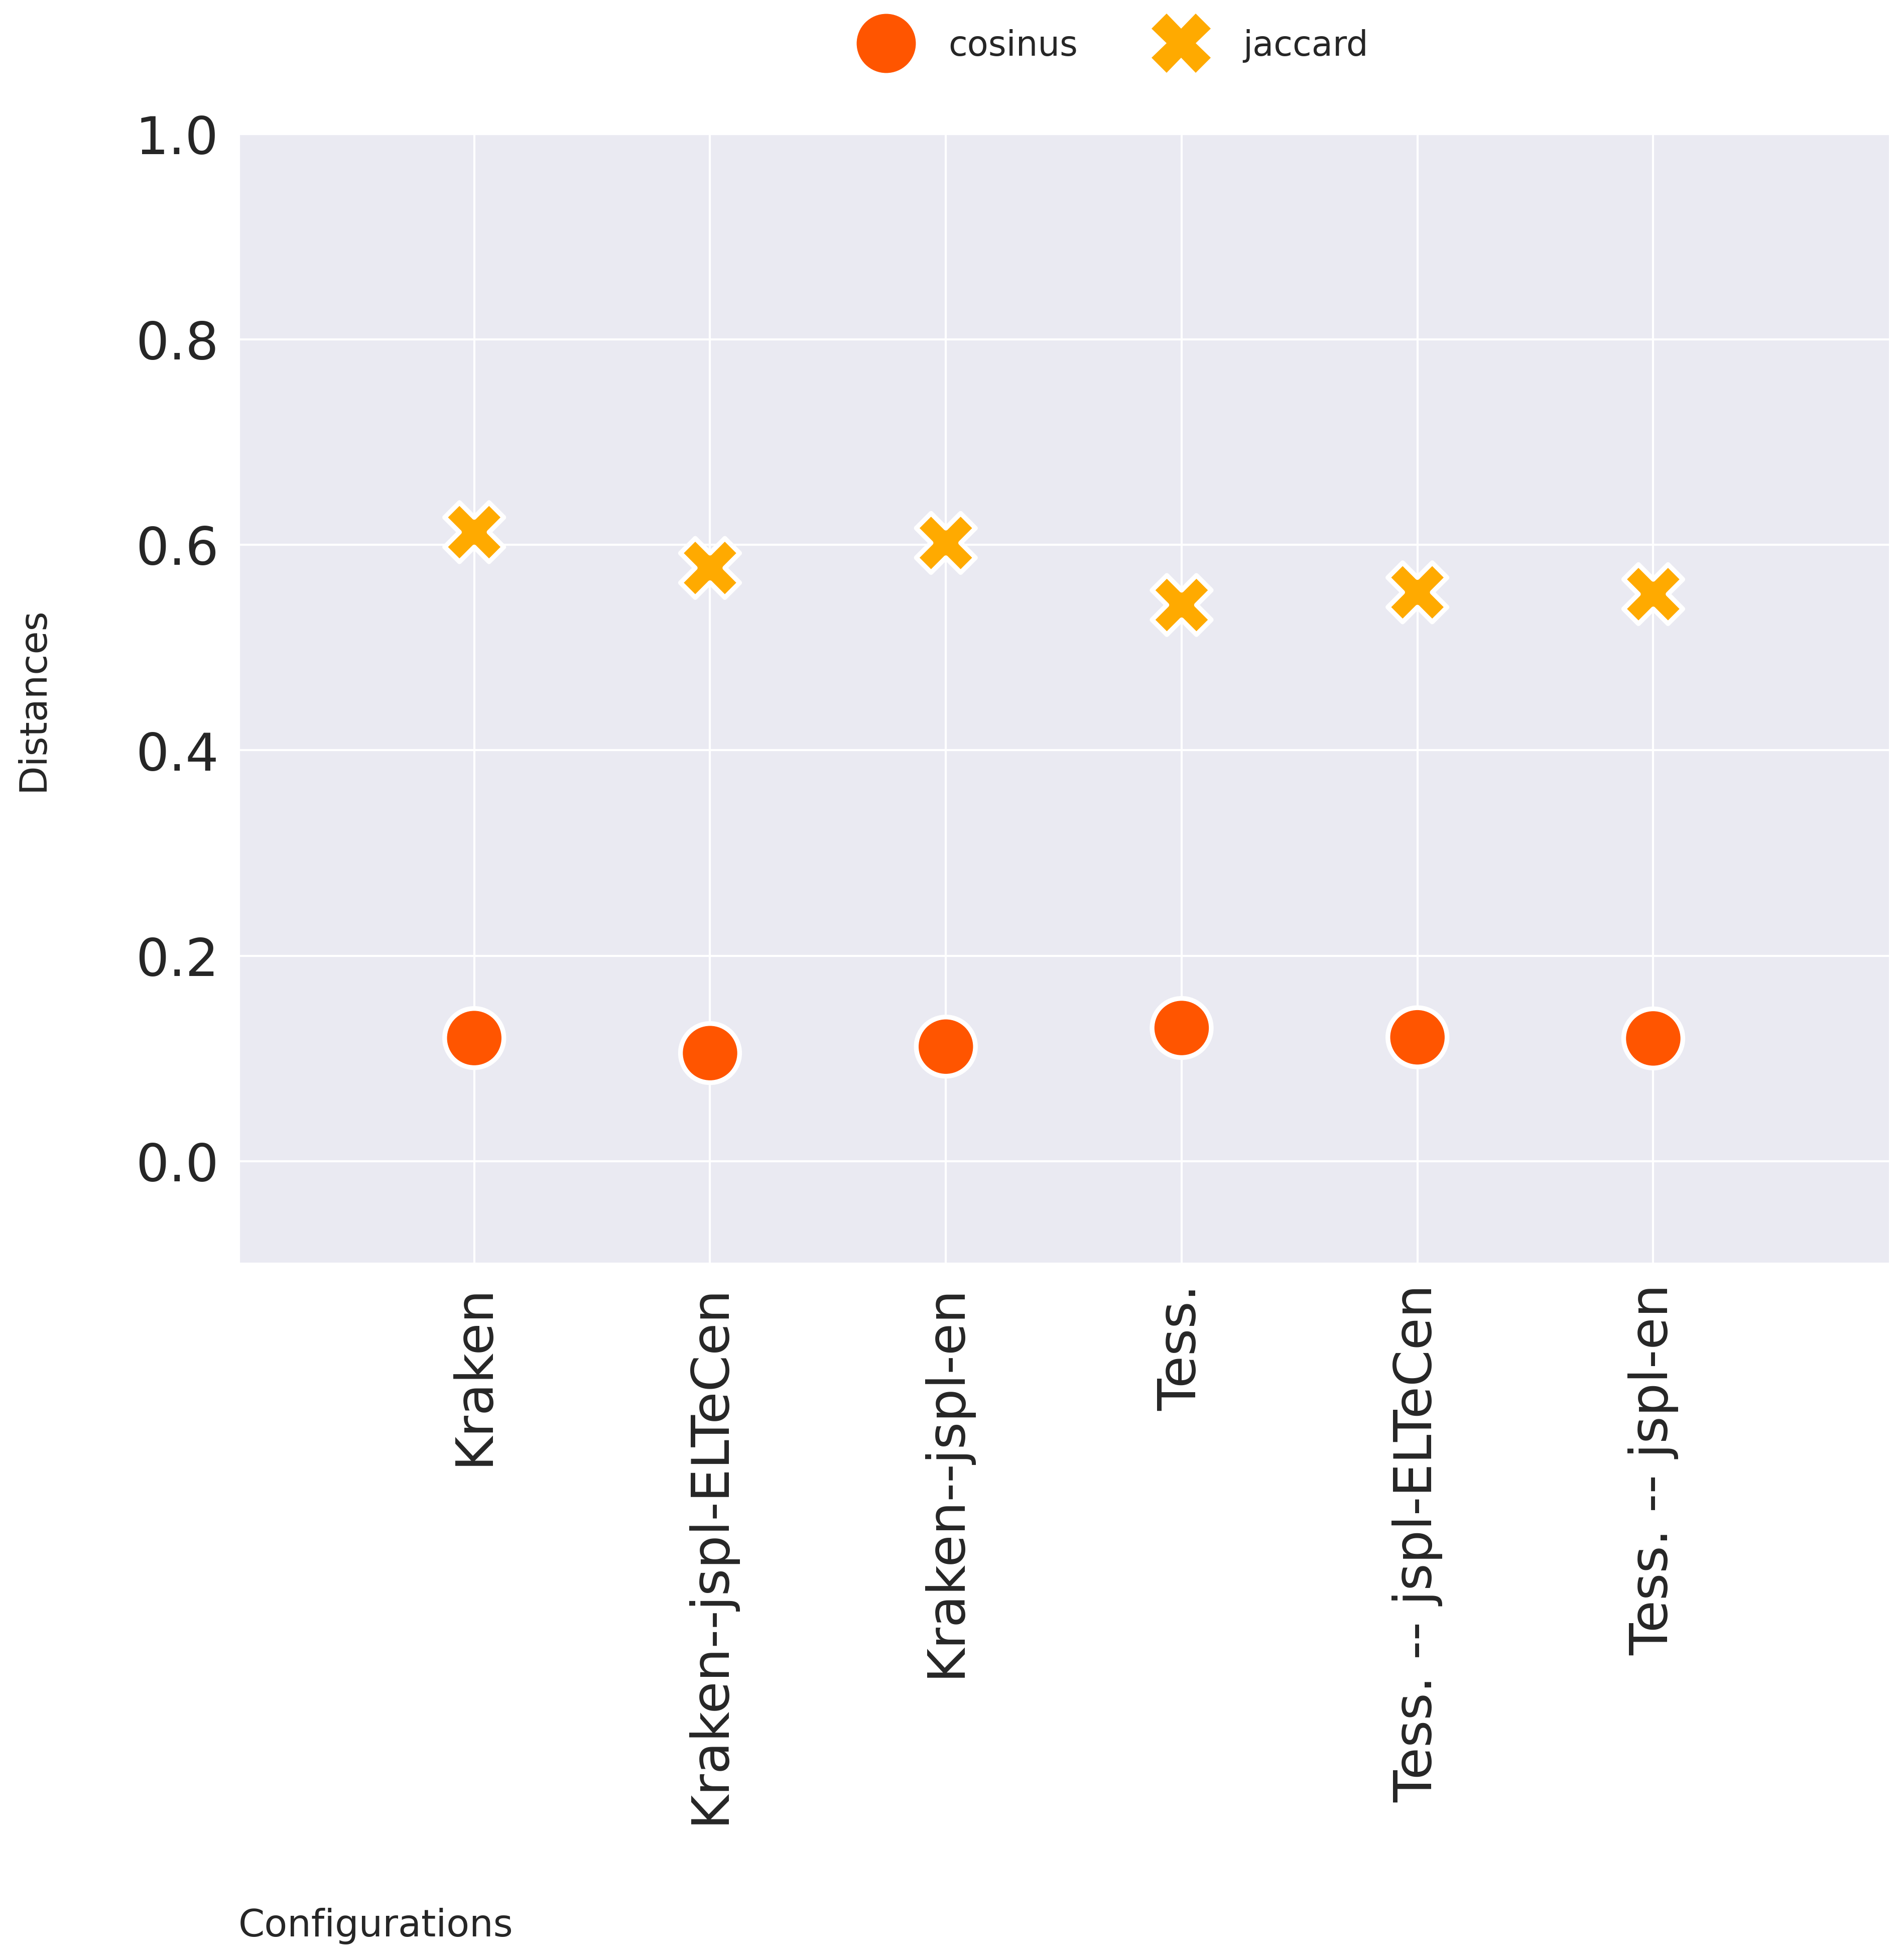 cosinus jaccard
1.0
0.8
0.6
0.4
0.2
0.0
Distances
Kraken
Kraken--jspl-ELTeCen
Kraken--jspl-en
Tess.
Tess. -- jspl-ELTeCen
Tess. -- jspl-en
Configurations